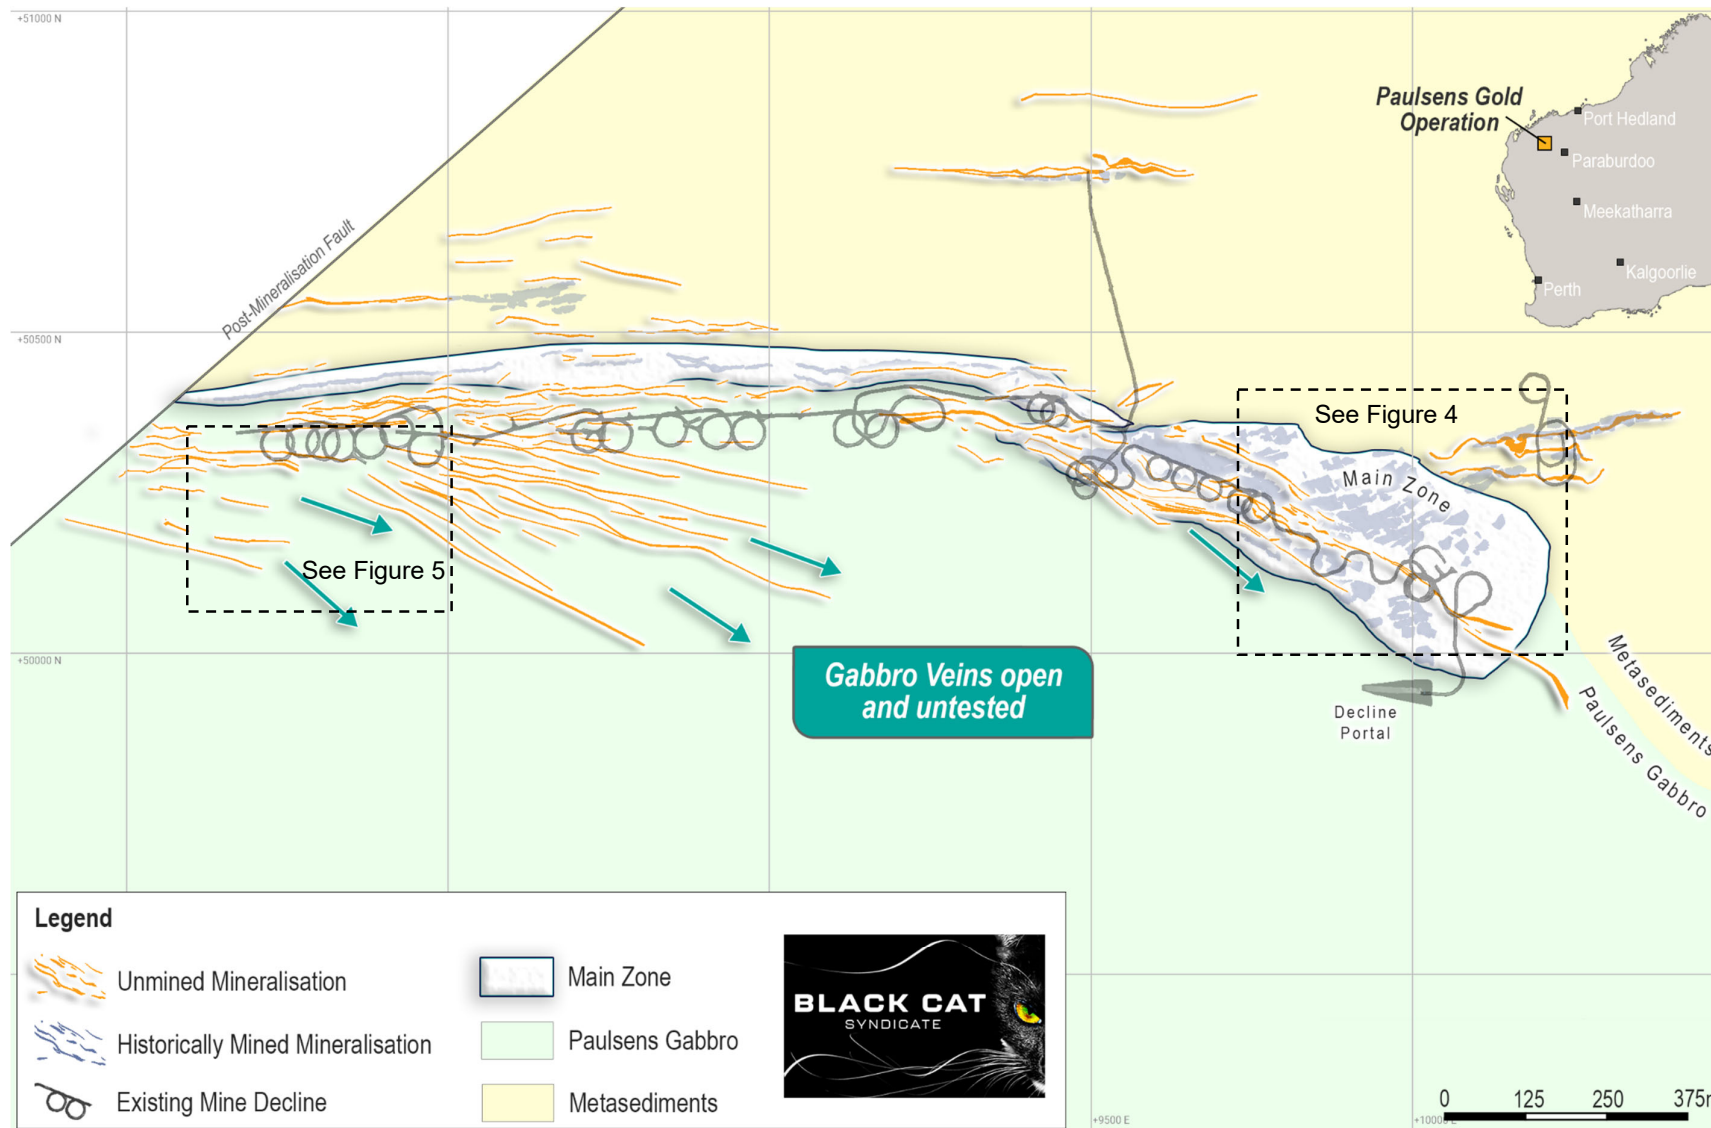 +51000 N
Paulsens Gold
Operation
Port Hedland
Paraburdoo
Meekatharra
Kalgoorlie
Perth
Post-Mineralisation Fault
+50500 N
See Figure 4
Main Zone
See Figure 5
+50000 N
Gabbro Veins open
and untested
Decline
Portal
Metasediments
Paulsens Gabbro
Legend
Unmined Mineralisation
Historically Mined Mineralisation
Existing Mine Decline
Main Zone
Paulsens Gabbro
Metasediments
BLACK CAT
SYNDICATE
+9500 E
+10000 E
0 125 250 375m